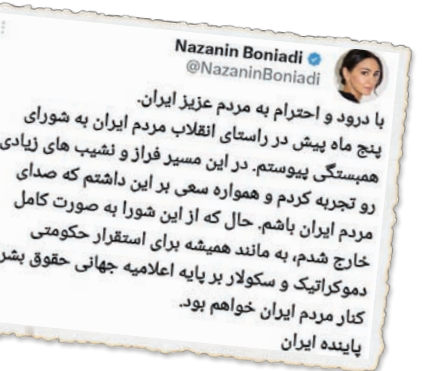 Nazanin Boniadi
@NazaninBoniadi
با درود و احترام به مردم عزیز ایران.
پنج ماه پیش در راستای انقلاب مردم ایران به شورای
همبستگی پیوستم. در این مسیر فراز و نشیب های زیادی
رو تجربه کردم و همواره سعی بر این داشتم که صدای
مردم ایران باشم. حال که از این شورا به صورت کامل
خارج شدم، به مانند همیشه برای استقرار حکومتی
دموکراتیک و سکولار بر پایه اعلامیه جهانی حقوق بشر
کنار مردم ایران خواهم بود.
پاینده ایران